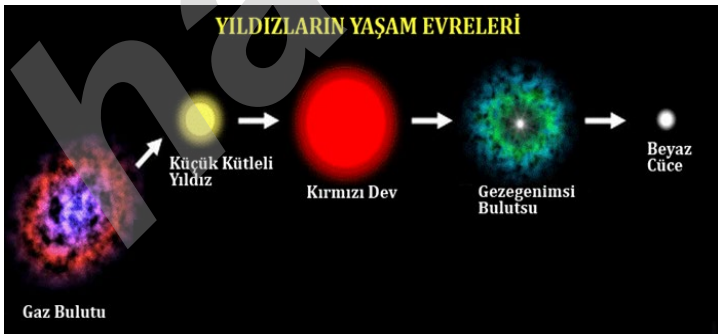 YILDIZLARIN YAŞAM EVRELERİ
Küçük Kütleli
Yıldız
Kırmızı Dev
Gezegenimsi
Bulutsu
Beyaz
Cüce
Gaz Bulutu